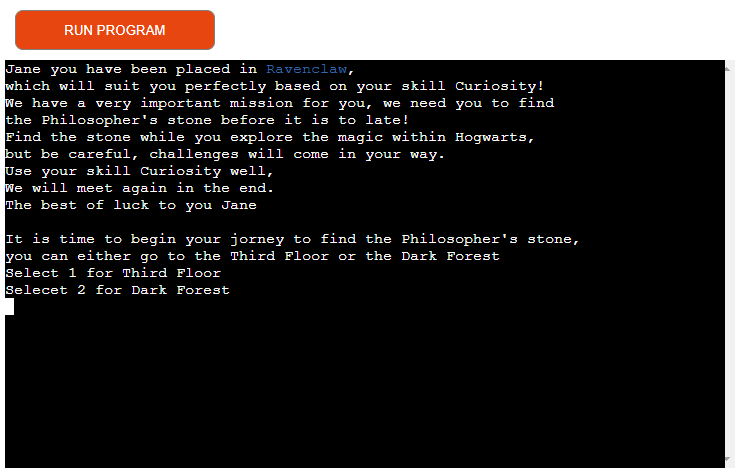 RUN PROGRAM
Jane you have been placed in Ravenclaw,
which will suit you perfectly based on your skill Curiosity!
We have a very important mission for you, we need you to find
the Philosopher's stone before it is to late!
Find the stone while you explore the magic within Hogwarts,
but be careful, challenges will come in your way.
Use your skill Curiosity well,
We will meet again in the end.
The best of luck to you Jane
It is time to begin your jorney to find the Philosopher's stone,
you can either go to the Third Floor or the Dark Forest
Select 1 for Third Floor
Selecet 2 for Dark Forest